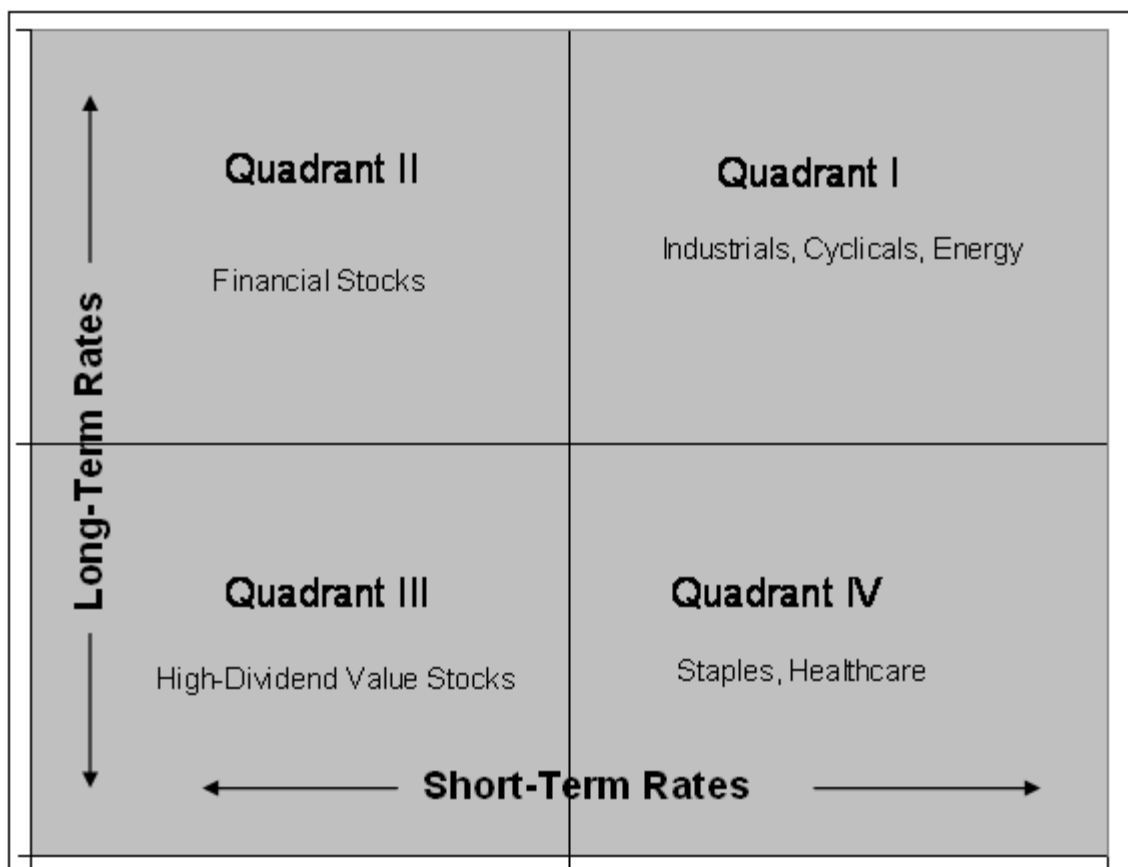 Quadrant II
Quadrant I
Industrials, Cyclicals, Energy
Financial Stocks
Long-Term Rates
Quadrant III
Quadrant IV
High-Dividend Value Stocks
Staples, Healthcare
Short-Term Rates